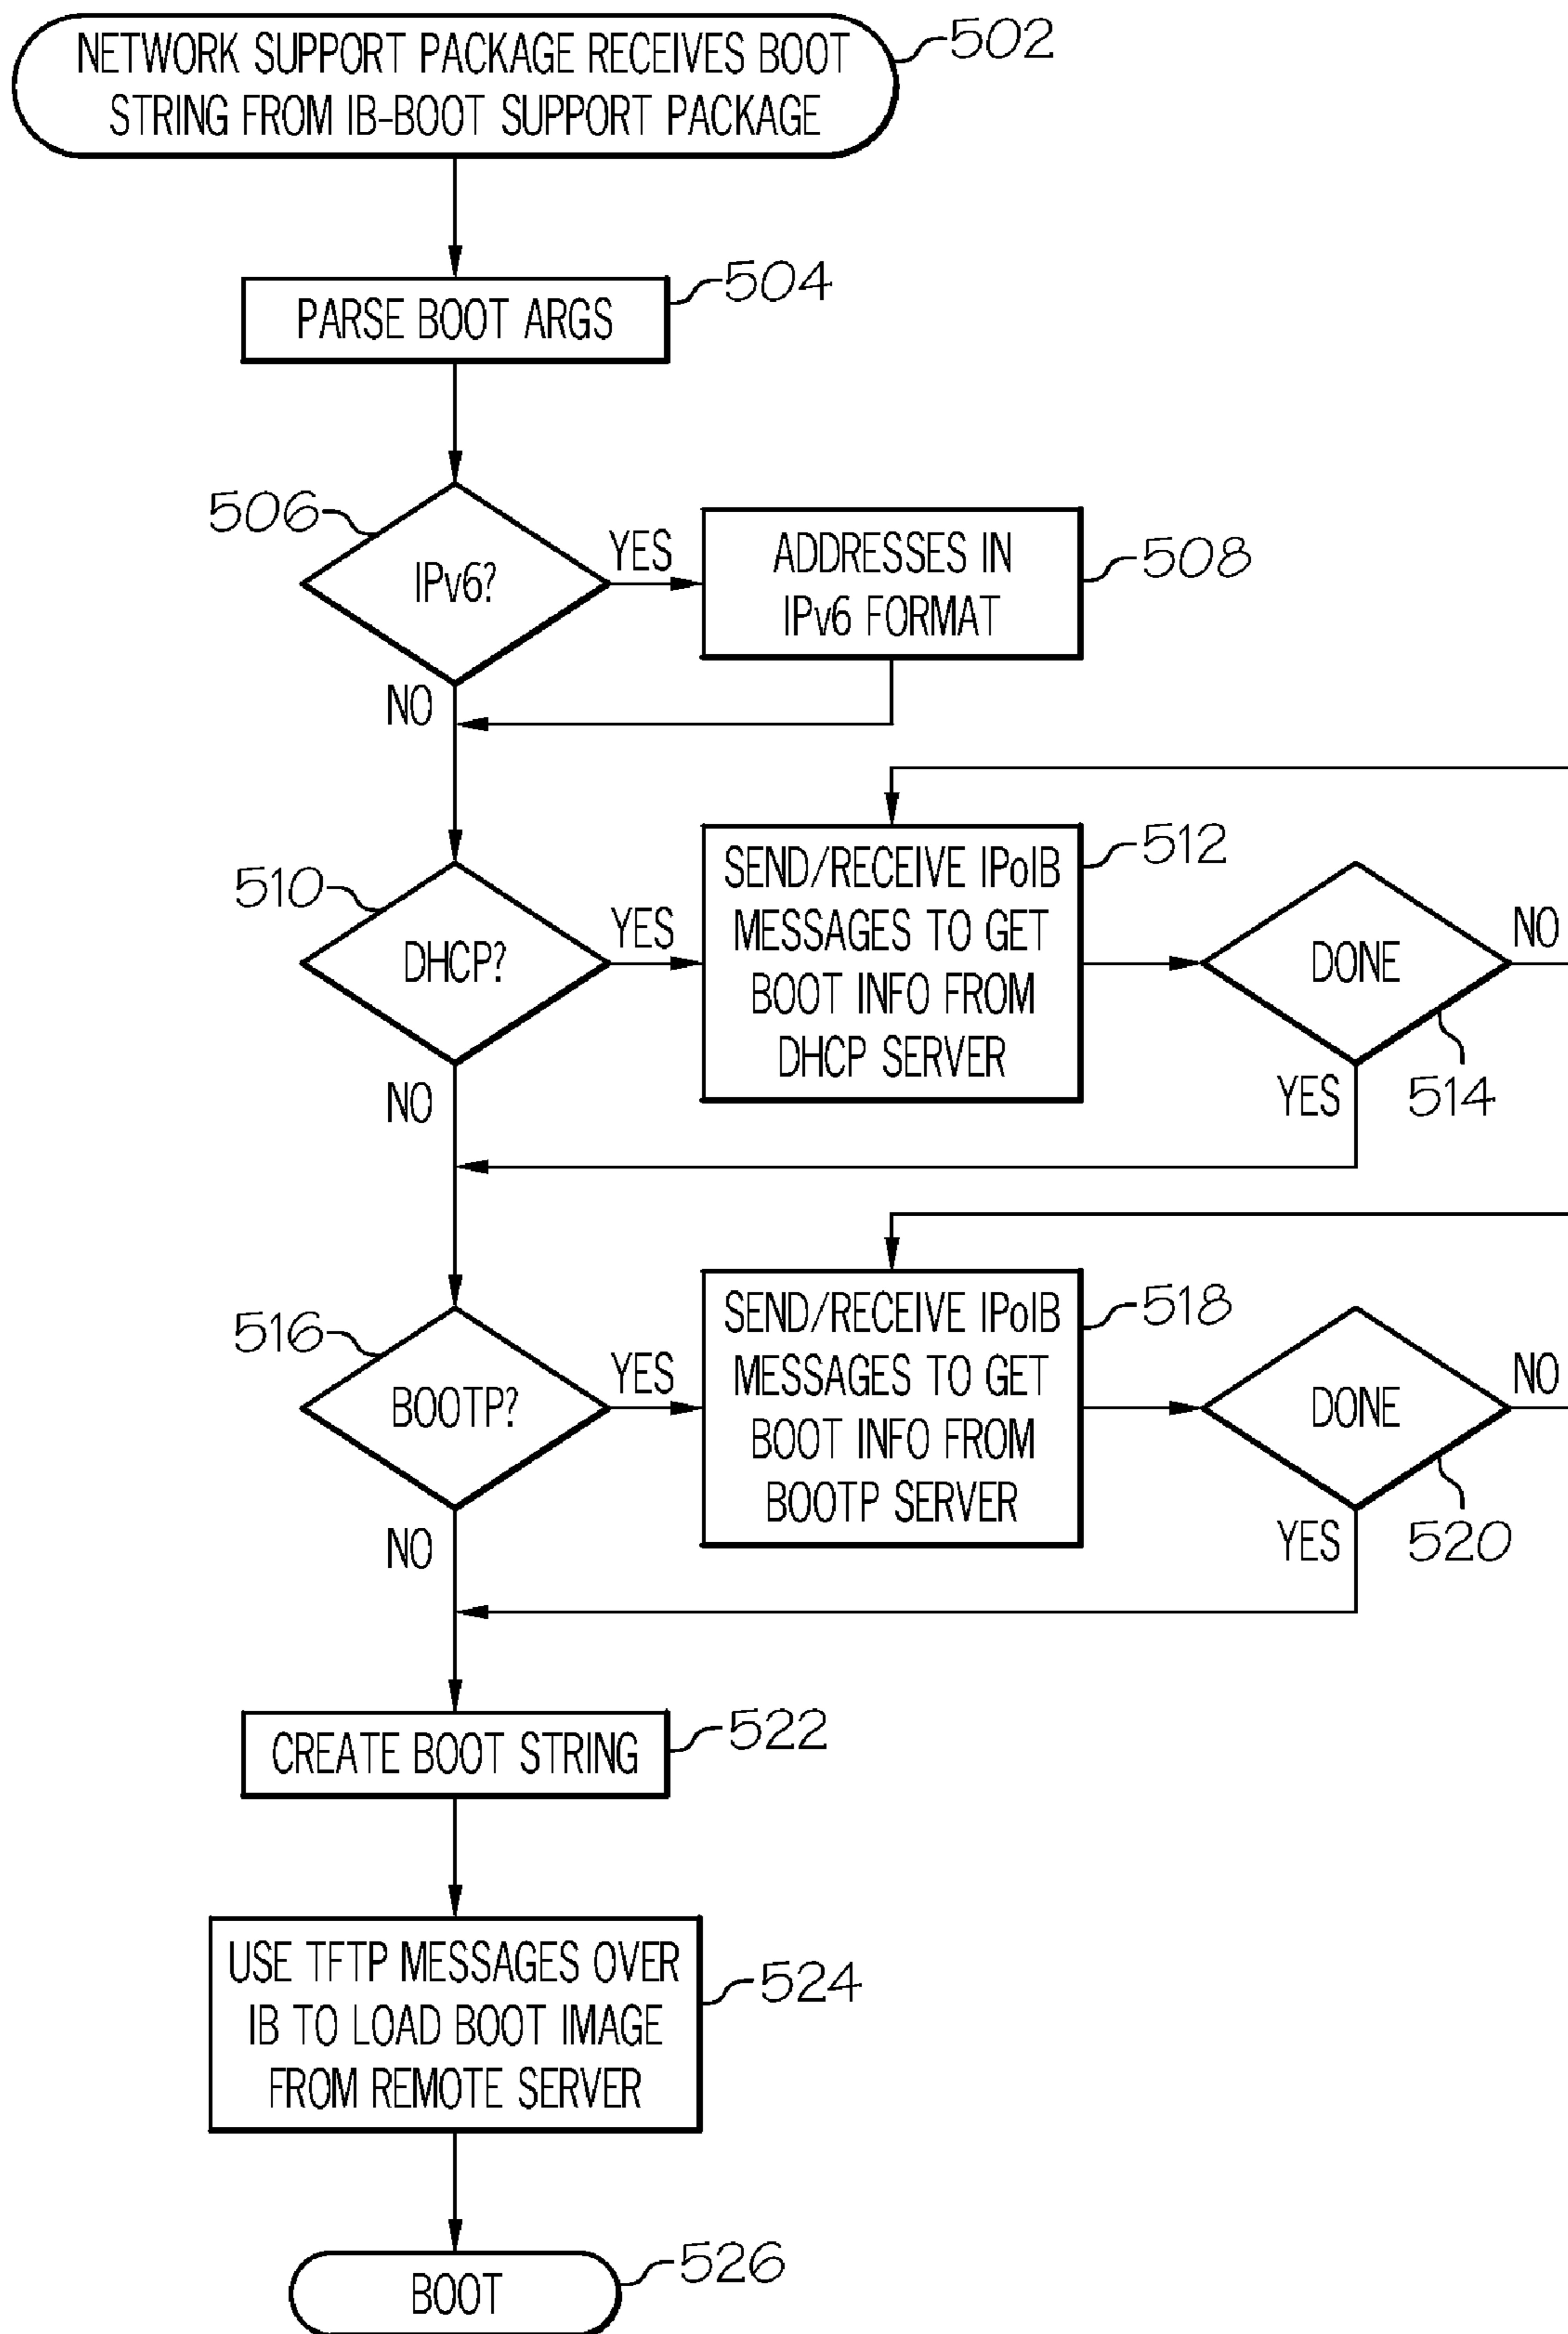 NETWORK SUPPORT PACKAGE RECEIVES BOOT
STRING FROM IB-BOOT SUPPORT PACKAGE
502
PARSE BOOT ARGS
504
506
IPv6?
YES
NO
ADDRESSES IN
IPv6 FORMAT
508
510
DHCP?
YES
NO
SEND/RECEIVE IPoIB
MESSAGES TO GET
BOOT INFO FROM
DHCP SERVER
512
DONE
NO
YES
514
516
BOOTP?
YES
NO
SEND/RECEIVE IPoIB
MESSAGES TO GET
BOOT INFO FROM
BOOTP SERVER
518
DONE
NO
YES
520
CREATE BOOT STRING
522
USE TFTP MESSAGES OVER
IB TO LOAD BOOT IMAGE
FROM REMOTE SERVER
524
BOOT
526